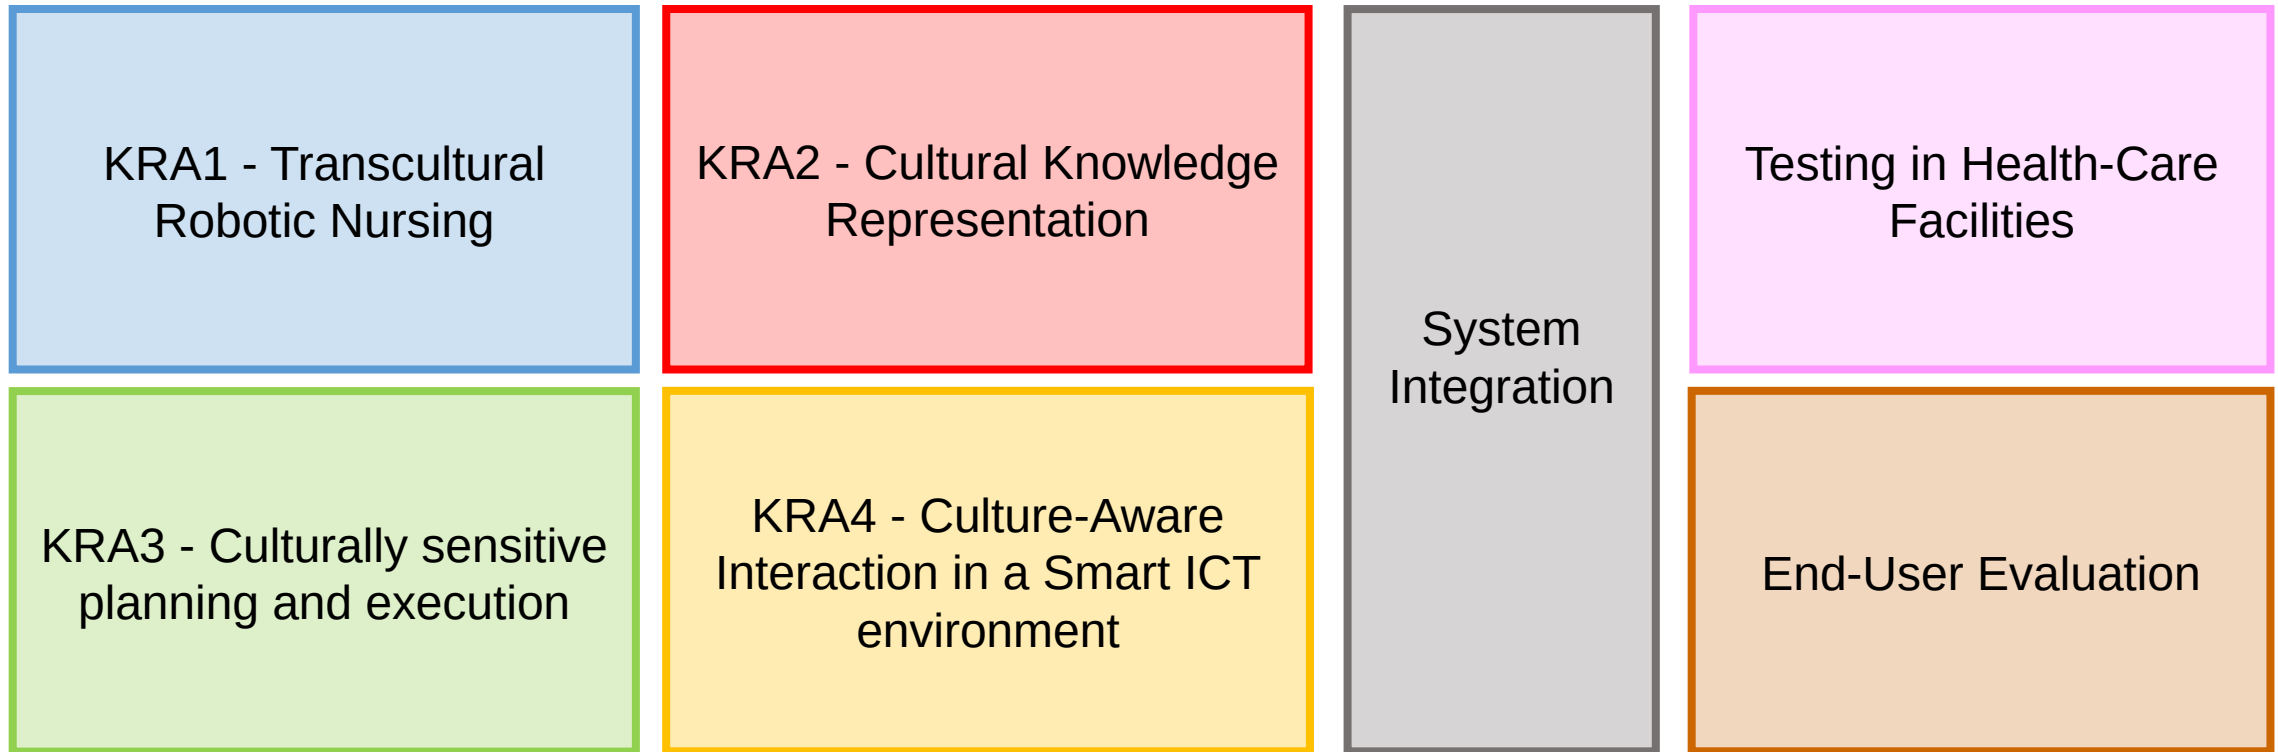 KRA1 - Transcultural
Robotic Nursing
KRA2 - Cultural Knowledge
Representation
System
Integration
Testing in Health-Care
Facilities
KRA3 - Culturally sensitive
planning and execution
KRA4 - Culture-Aware
Interaction in a Smart ICT
environment
End-User Evaluation